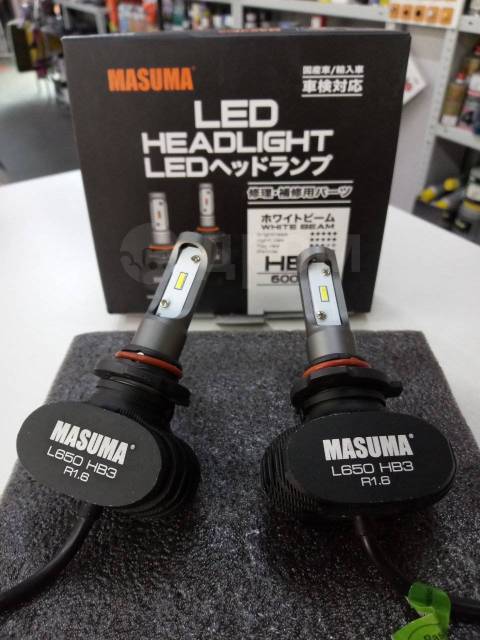 MASUMA
国産車/輸入車
車検対応
LED
HEADLIGHT
LEDヘッドランプ
修理・補修用パーツ
ホワイトビーム
WHITE BEAM
HB
MASUMA®
L650 HB3
R1.6
MASUMA®
L650 HB3
R1.6